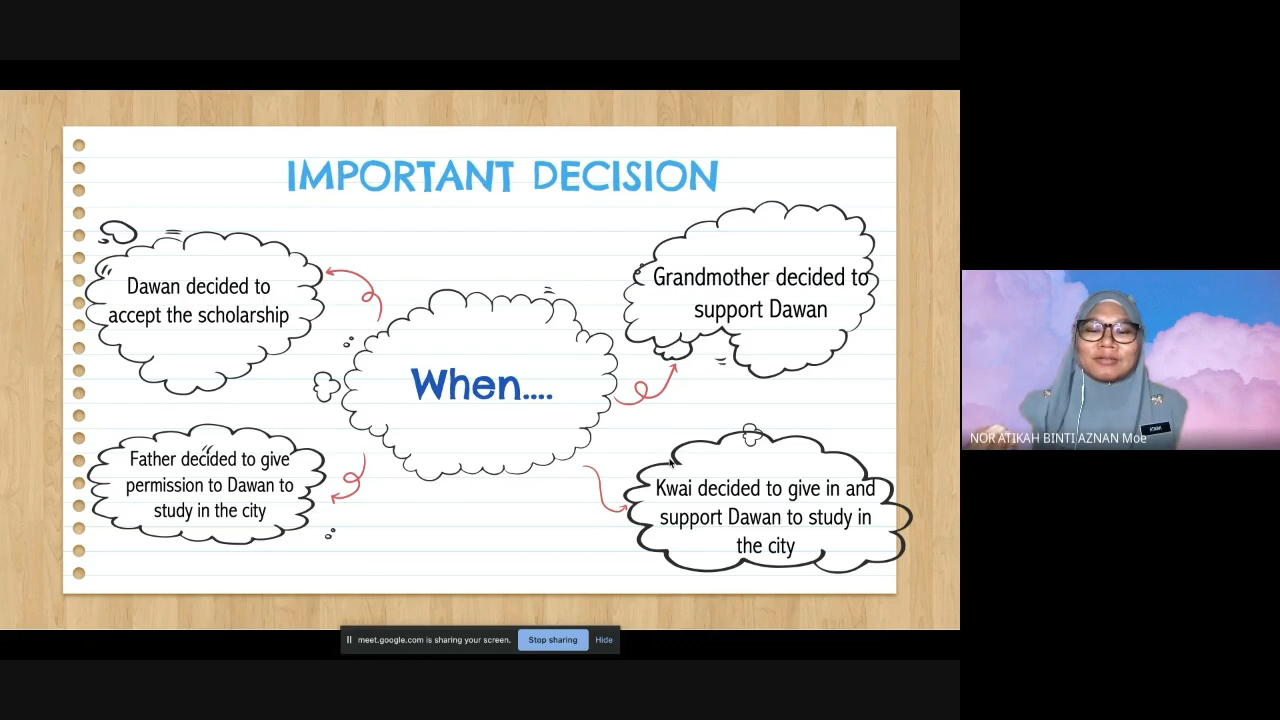 IMPORTANT DECISION
Dawan decided to
accept the scholarship
Grandmother decided to
support Dawan
When....
Father decided to give
permission to Dawan to
study in the city
Kwai decided to give in and
support Dawan to study in
the city
NOR ATIKAH BINTI AZNAN Moe
meet.google.com is sharing your screen.
Stop sharing
Hide